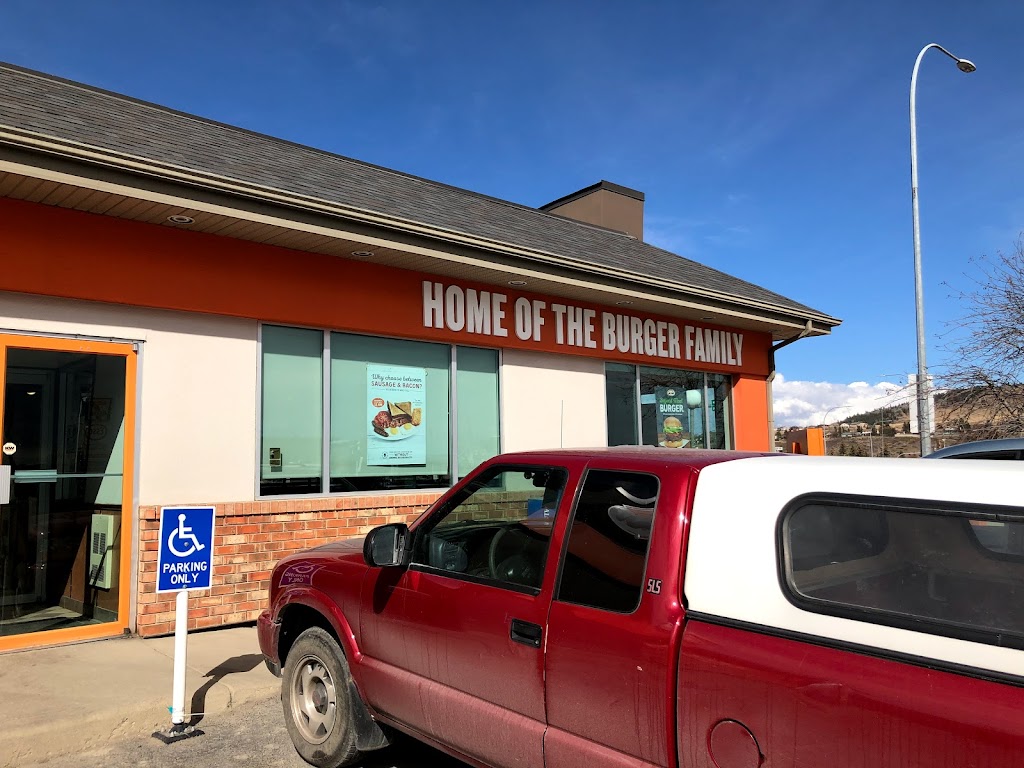 HOME OF THE BURGER FAMILY
Why choose between
SAUSAGE & BACON?
BURGER
PARKING
ONLY
SLS